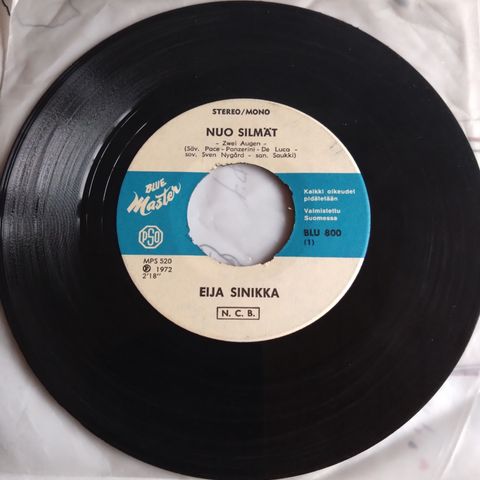 STEREO/MONO
NUO SILMÄT
- Zwei Augen -
(Säv. Pace - Panzerini - De Luca -
sov. Sven Nygård - san. Saukki)
BLUE
Master
PSO
Kaikki oikeudet
pidätetään
Valmistettu
Suomessa
BLU 800
(1)
MPS 520
Ⓟ 1972
2'18"
EIJA SINIKKA
N. C. B.